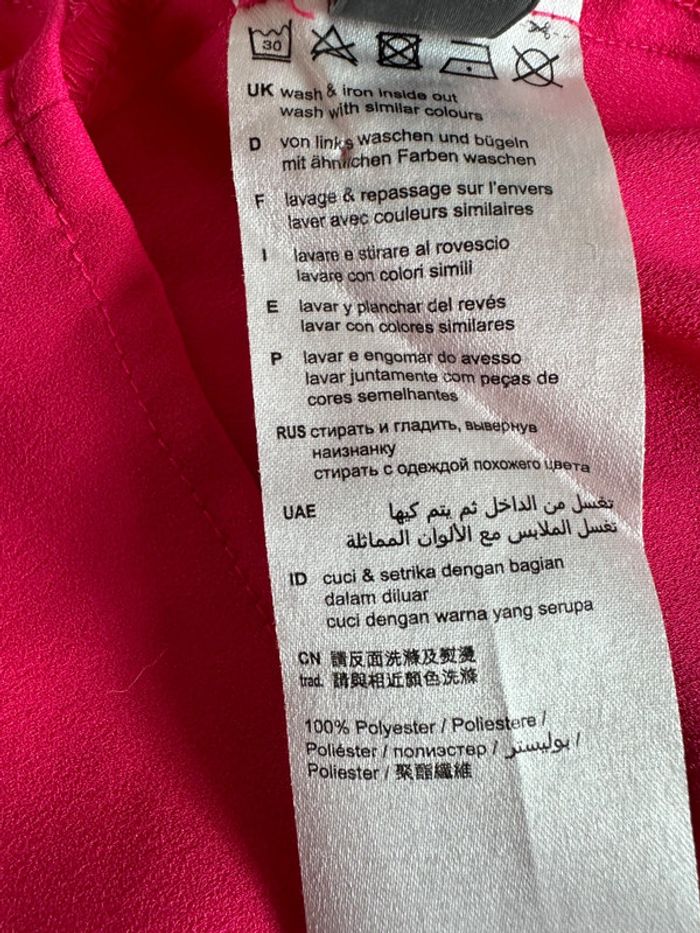 30
UK wash & iron inside out
wash with similar colours
D von links waschen und bügeln
mit ähnlichen Farben waschen
F lavage & repassage sur l'envers
laver avec couleurs similaires
I lavare e stirare al rovescio
lavare con colori simili
E lavar y planchar del revés
lavar con colores similares
P lavar e engomar do avesso
lavar juntamente com peças de
cores semelhantes
RUS стирать и гладить, вывернув
наизнанку
стирать с одеждой похожего цвета
UAE تغسل من الداخل ثم يتم كيها
تغسل الملابس مع الألوان المماثلة
ID cuci & setrika dengan bagian
dalam diluar
cuci dengan warna yang serupa
CN 請反面洗滌及熨燙
trad. 請與相近顏色洗滌
100% Polyester / Poliestere /
Poliéster / полиэстер / بوليستر /
Poliester / 聚酯纖維